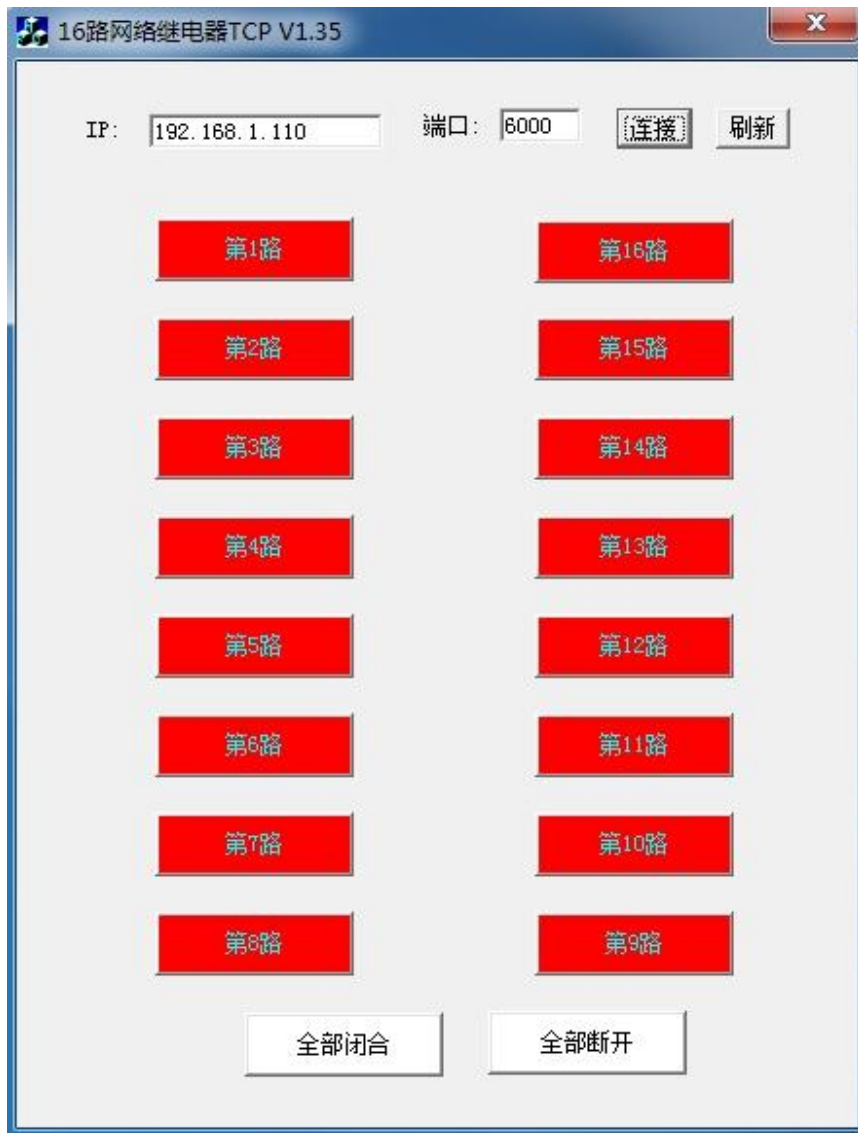 16路网络继电器TCP V1.35
IP: 192.168.1.110 端口: 6000 连接 刷新
第1路 第16路
第2路 第15路
第3路 第14路
第4路 第13路
第5路 第12路
第6路 第11路
第7路 第10路
第8路 第9路
全部闭合 全部断开